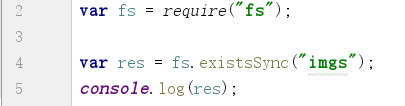 2 var fs = require("fs");
3
4 var res = fs.existsSync("imgs");
5 console.log(res);